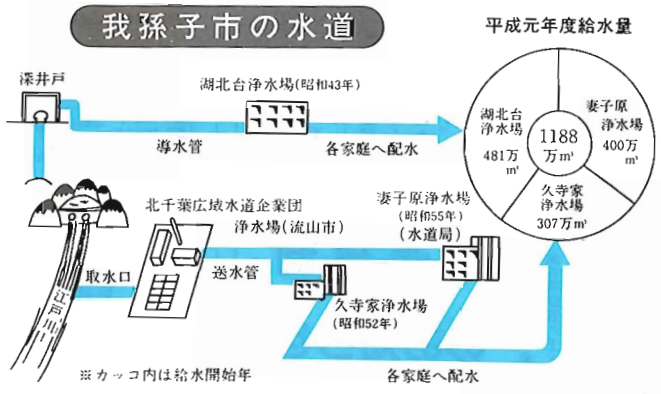 我孫子市の水道
平成元年度給水量
深井戸
湖北台浄水場(昭和43年)
導水管
各家庭へ配水
湖北台
浄水場
481万
㎥
妻子原
浄水場
400万
㎥
1188
万㎥
久寺家
浄水場
307万㎥
北千葉広域水道企業団
浄水場(流山市)
妻子原浄水場
(昭和55年)
(水道局)
取水口
送水管
江戸川
久寺家浄水場
(昭和52年)
※カッコ内は給水開始年
各家庭へ配水